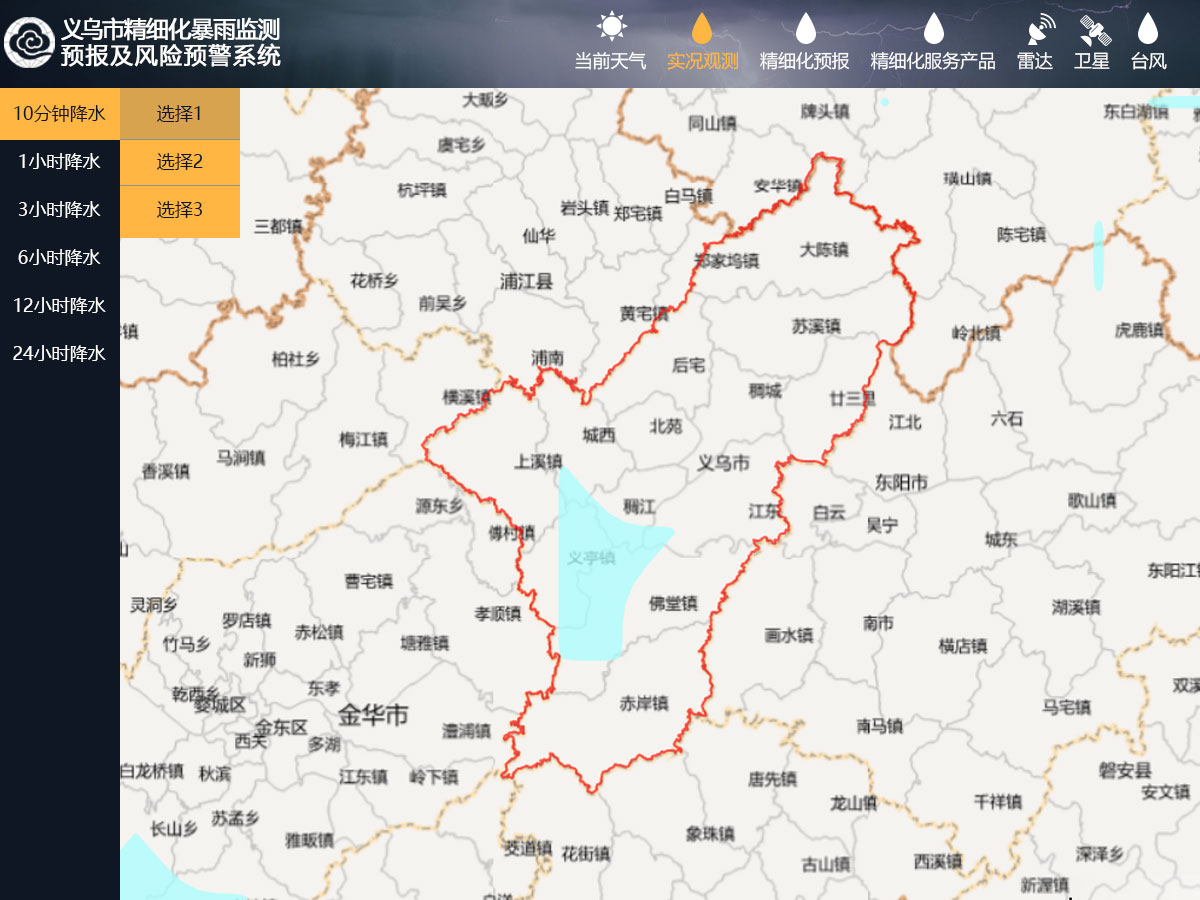 义乌市精细化暴雨监测
预报及风险预警系统
当前天气
实况观测
精细化预报
精细化服务产品
雷达
卫星
台风
10分钟降水
1小时降水
3小时降水
6小时降水
12小时降水
24小时降水
选择1
选择2
选择3
大畈乡
同山镇
牌头镇
东白湖镇
虞宅乡
杭坪镇
白马镇
安华镇
璜山镇
岩头镇
郑宅镇
三都镇
仙华
陈宅镇
大陈镇
郑家坞镇
花桥乡
浦江县
前吴乡
黄宅镇
苏溪镇
岭北镇
虎鹿镇
柏社乡
浦南
后宅
横溪镇
稠城
廿三里
江北
六石
梅江镇
城西
北苑
马涧镇
香溪镇
上溪镇
义乌市
东阳市
歌山镇
源东乡
稠江
江东
白云
吴宁
傅村镇
城东
义亭镇
东阳江镇
曹宅镇
灵洞乡
佛堂镇
湖溪镇
罗店镇
赤松镇
孝顺镇
南市
画水镇
竹马乡
塘雅镇
横店镇
新狮
乾西乡
东孝
双溪
婺城区
赤岸镇
马宅镇
金华市
金东区
西关
多湖
澧浦镇
南马镇
白龙桥镇
秋滨
江东镇
岭下镇
唐先镇
磐安县
安文镇
龙山镇
千祥镇
长山乡
苏孟乡
雅畈镇
象珠镇
茭道镇
花街镇
古山镇
西溪镇
深泽乡
新渥镇